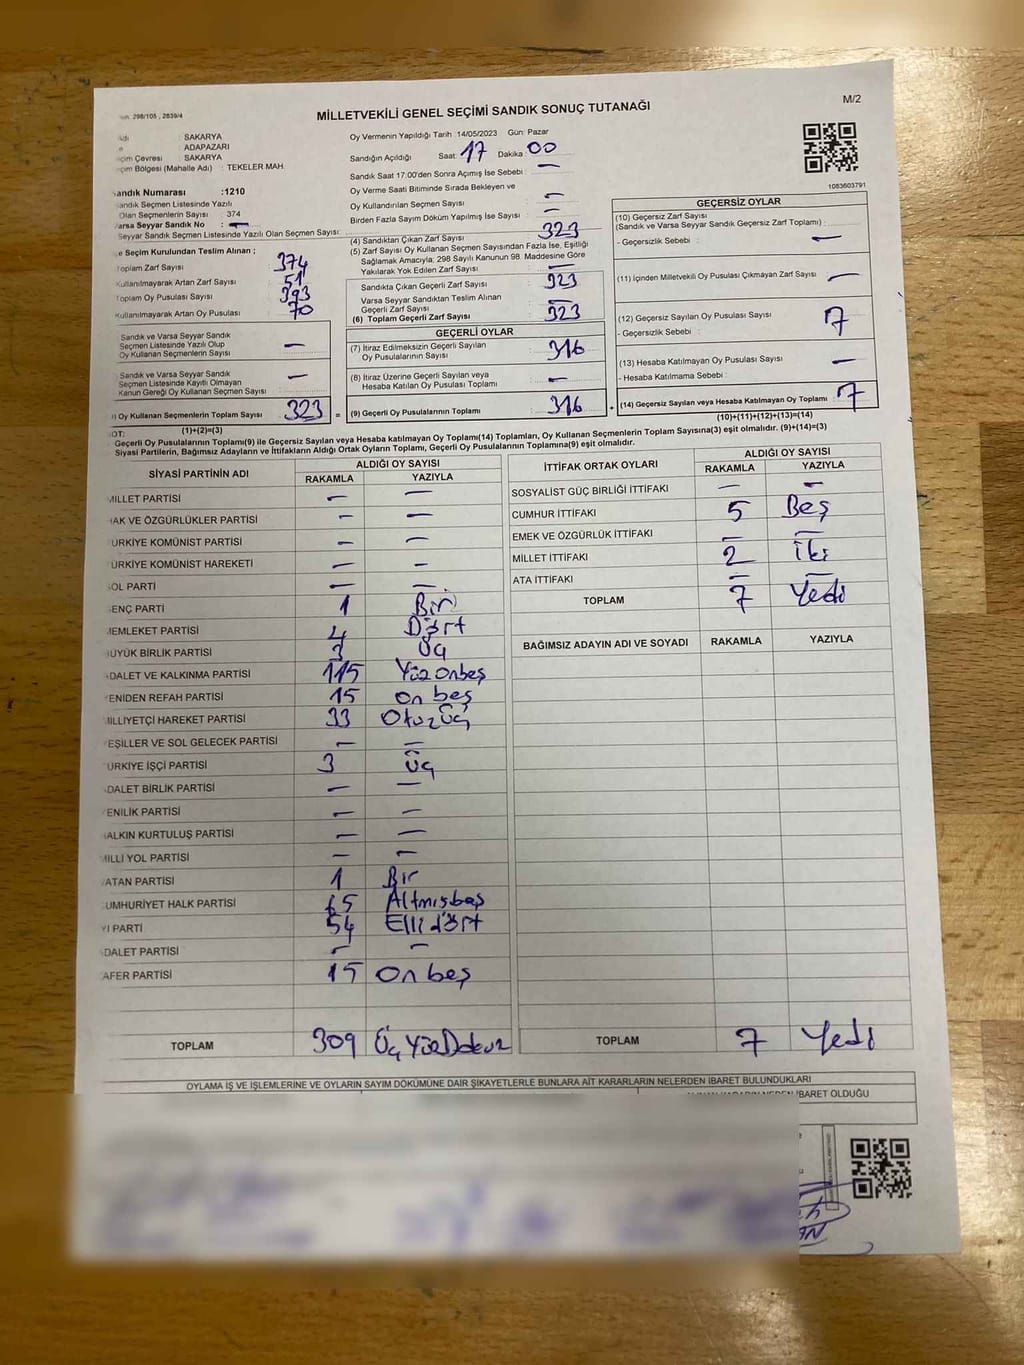 298/105 , 2839/4
MİLLETVEKİLİ GENEL SEÇİMİ SANDIK SONUÇ TUTANAĞI
M/2
: SAKARYA
: ADAPAZARI
: SAKARYA
Bölgesi (Mahalle Adı) : TEKELER MAH.
Sandık Numarası :1210
Sandık Seçmen Listesinde Yazılı
Olan Seçmenlerin Sayısı : 374
Varsa Seyyar Sandık No : —
Seyyar Sandık Seçmen Listesinde Yazılı Olan Seçmen Sayısı:
Oy Vermenin Yapıldığı Tarih :14/05/2023 Gün: Pazar
Sandığın Açıldığı Saat: 17 Dakika: 00
Sandık Saat 17:00'den Sonra Açılmış İse Sebebi : —
Oy Verme Saati Bitiminde Sırada Bekleyen ve
Oy Kullandırılan Seçmen Sayısı —
Birden Fazla Sayım Döküm Yapılmış İse Sayısı : —
1083603791
Seçim Kurulundan Teslim Alınan ;
Toplam Zarf Sayısı 374
Kullanılmayarak Artan Zarf Sayısı 51
Toplam Oy Pusulası Sayısı 393
Kullanılmayarak Artan Oy Pusulası 70
(4) Sandıktan Çıkan Zarf Sayısı 323
(5) Zarf Sayısı Oy Kullanan Seçmen Sayısından Fazla İse, Eşitliği
Sağlamak Amacıyla; 298 Sayılı Kanunun 98. Maddesine Göre
Yakılarak Yok Edilen Zarf Sayısı : —
Sandıkta Çıkan Geçerli Zarf Sayısı 323
Varsa Seyyar Sandıktan Teslim Alınan
Geçerli Zarf Sayısı —
(6) Toplam Geçerli Zarf Sayısı 323
GEÇERSİZ OYLAR
(10) Geçersiz Zarf Sayısı
(Sandık ve Varsa Seyyar Sandık Geçersiz Zarf Toplamı) :
- Geçersizlik Sebebi : —
(11) İçinden Milletvekili Oy Pusulası Çıkmayan Zarf Sayısı —
(12) Geçersiz Sayılan Oy Pusulası Sayısı : 7
- Geçersizlik Sebebi :
(13) Hesaba Katılmayan Oy Pusulası Sayısı : —
- Hesaba Katılmama Sebebi :
(14) Geçersiz Sayılan veya Hesaba Katılmayan Oy Toplamı : 7
(10)+(11)+(12)+(13)=(14)
Sandık ve Varsa Seyyar Sandık
Seçmen Listesinde Yazılı Olup
Oy Kullanan Seçmenlerin Sayısı —
Sandık ve Varsa Seyyar Sandık
Seçmen Listesinde Kayıtlı Olmayan
Kanun Gereği Oy Kullanan Seçmen Sayısı —
Oy Kullanan Seçmenlerin Toplam Sayısı 323 =
(1)+(2)=(3)
GEÇERLİ OYLAR
(7) İtiraz Edilmeksizin Geçerli Sayılan
Oy Pusulalarının Sayısı 316
(8) İtiraz Üzerine Geçerli Sayılan veya
Hesaba Katılan Oy Pusulası Toplamı —
(9) Geçerli Oy Pusulalarının Toplamı 316 +
Geçerli Oy Pusulalarının Toplamı(9) ile Geçersiz Sayılan veya Hesaba katılmayan Oy Toplamı(14) Toplamları, Oy Kullanan Seçmenlerin Toplam Sayısına(3) eşit olmalıdır. (9)+(14)=(3)
Siyasi Partilerin, Bağımsız Adayların ve İttifakların Aldığı Ortak Oyların Toplamı, Geçerli Oy Pusulalarının Toplamına(9) eşit olmalıdır.
SİYASİ PARTİNİN ADI ALDIĞI OY SAYISI
RAKAMLA YAZIYLA
MİLLET PARTİSİ — —
HAK VE ÖZGÜRLÜKLER PARTİSİ — —
TÜRKİYE KOMÜNİST PARTİSİ — —
TÜRKİYE KOMÜNİST HAREKETİ — —
SOL PARTİ — —
GENÇ PARTİ 1 Bir
MEMLEKET PARTİSİ 4 Dört
BÜYÜK BİRLİK PARTİSİ 3 Üç
ADALET VE KALKINMA PARTİSİ 115 Yüz onbeş
YENİDEN REFAH PARTİSİ 15 on beş
MİLLİYETÇİ HAREKET PARTİSİ 33 Otuz üç
YEŞİLLER VE SOL GELECEK PARTİSİ — —
TÜRKİYE İŞÇİ PARTİSİ 3 Üç
ADALET BİRLİK PARTİSİ — —
YENİLİK PARTİSİ — —
HALKIN KURTULUŞ PARTİSİ — —
MİLLİ YOL PARTİSİ — —
VATAN PARTİSİ 1 Bir
CUMHURİYET HALK PARTİSİ 65 Altmışbeş
İYİ PARTİ 54 Elli dört
ADALET PARTİSİ — —
ZAFER PARTİSİ 15 On beş
TOPLAM 309 Üç Yüz Dokuz
İTTİFAK ORTAK OYLARI ALDIĞI OY SAYISI
RAKAMLA YAZIYLA
SOSYALİST GÜÇ BİRLİĞİ İTTİFAKI — —
CUMHUR İTTİFAKI 5 Beş
EMEK VE ÖZGÜRLÜK İTTİFAKI — —
MİLLET İTTİFAKI 2 İki
ATA İTTİFAKI — —
TOPLAM 7 Yedi
BAĞIMSIZ ADAYIN ADI VE SOYADI RAKAMLA YAZIYLA
TOPLAM 7 Yedi
OYLAMA İŞ VE İŞLEMLERİNE VE OYLARIN SAYIM DÖKÜMÜNE DAİR ŞİKAYETLERLE BUNLARA AİT KARARLARIN NELERDEN İBARET BULUNDUKLARI
İBARET OLDUĞU